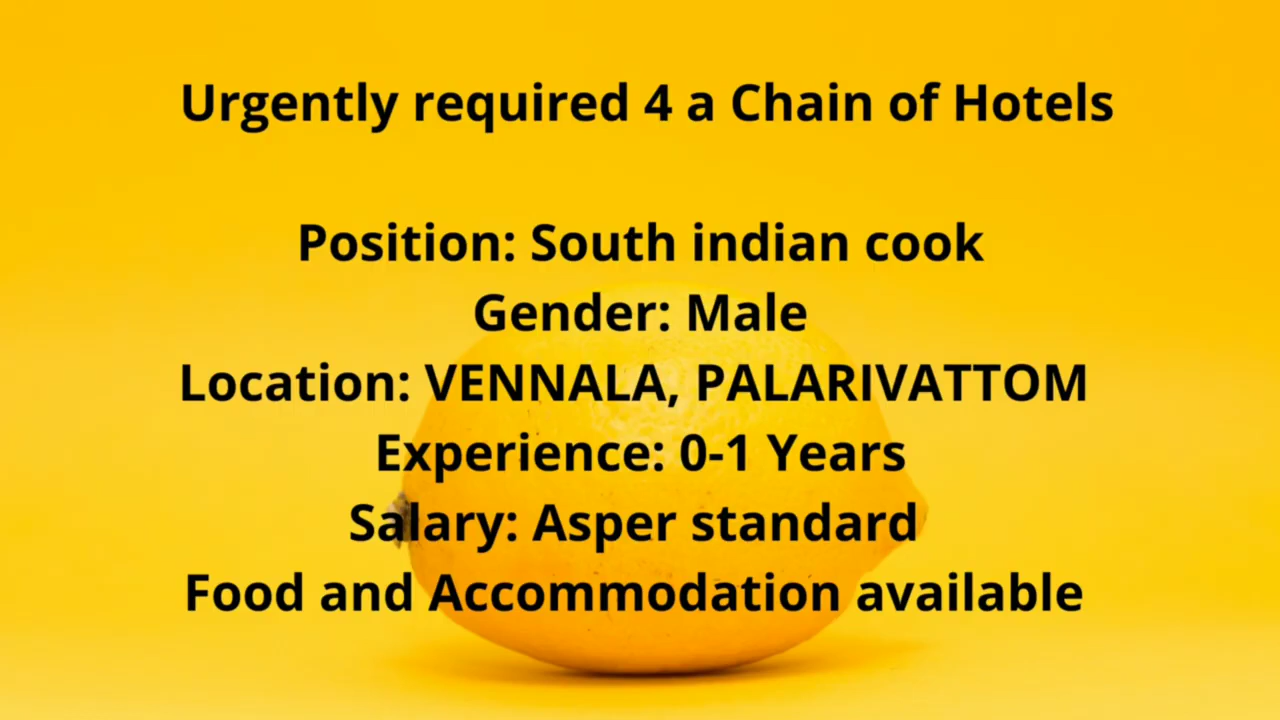 Urgently required 4 a Chain of Hotels
Position: South indian cook
Gender: Male
Location: VENNALA, PALARIVATTOM
Experience: 0-1 Years
Salary: Asper standard
Food and Accommodation available